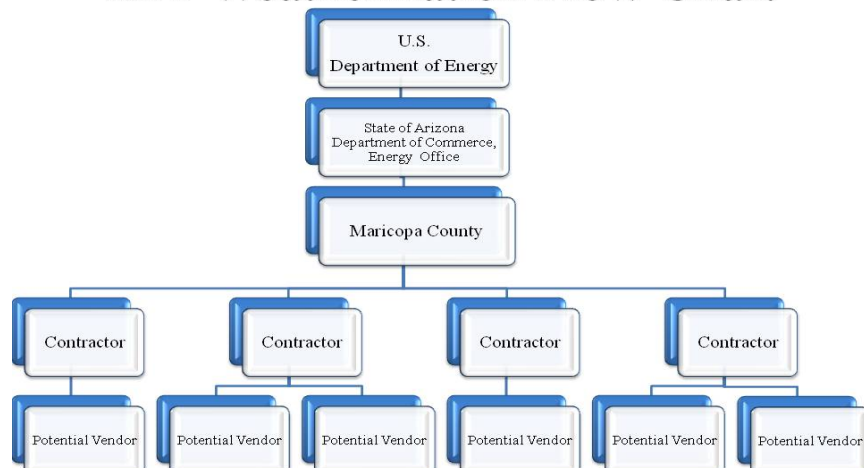 U.S.
Department of Energy
State of Arizona
Department of Commerce,
Energy Office
Maricopa County
Contractor
Contractor
Contractor
Contractor
Potential Vendor
Potential Vendor
Potential Vendor
Potential Vendor
Potential Vendor
Potential Vendor